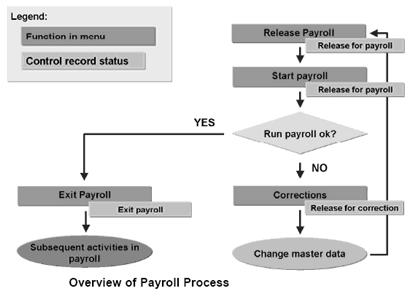 Legend:
Function in menu
Control record status
Release Payroll
Release for payroll
Start payroll
Release for payroll
YES
Run payroll ok?
NO
Exit Payroll
Exit payroll
Corrections
Release for correction
Subsequent activities in
payroll
Change master data
Overview of Payroll Process